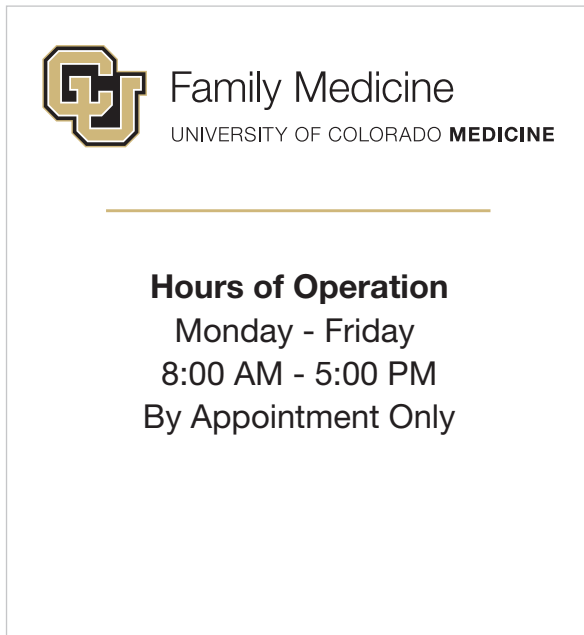 CU
Family Medicine
UNIVERSITY OF COLORADO MEDICINE
Hours of Operation
Monday - Friday
8:00 AM - 5:00 PM
By Appointment Only